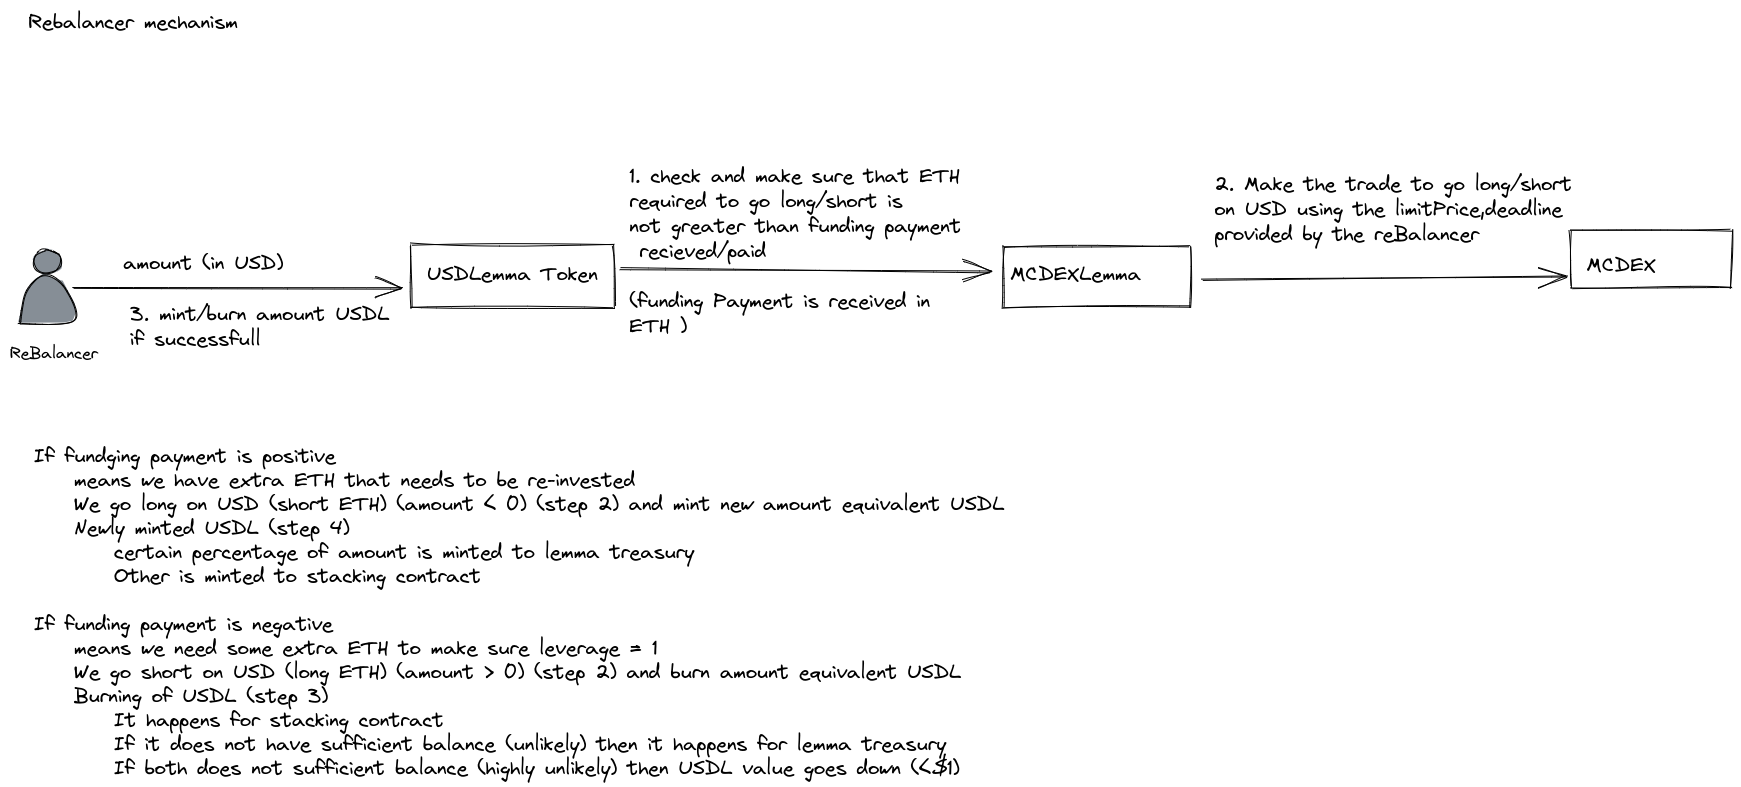 Rebalancer mechanism
1. check and make sure that ETH
required to go long/short is
not greater than funding payment
recieved/paid
2. Make the trade to go long/short
on USD using the limitPrice,deadline
provided by the reBalancer
amount (in USD)
USDLemma Token
MCDEXLemma
MCDEX
3. mint/burn amount USDL
if successfull
(funding Payment is received in
ETH )
ReBalancer
If fundging payment is positive
means we have extra ETH that needs to be re-invested
We go long on USD (short ETH) (amount < 0) (step 2) and mint new amount equivalent USDL
Newly minted USDL (step 4)
certain percentage of amount is minted to lemma treasury
Other is minted to stacking contract
If funding payment is negative
means we need some extra ETH to make sure leverage = 1
We go short on USD (long ETH) (amount > 0) (step 2) and burn amount equivalent USDL
Burning of USDL (step 3)
It happens for stacking contract
If it does not have sufficient balance (unlikely) then it happens for lemma treasury
If both does not sufficient balance (highly unlikely) then USDL value goes down (<$1)